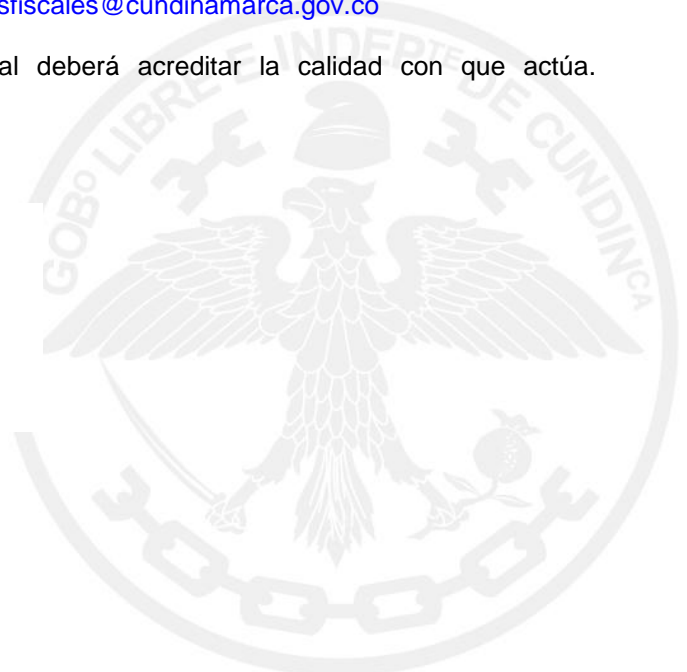 sfiscales@cundinamarca.gov.co
al deberá acreditar la calidad con que actúa.
GOBº LIBRE E INDEPTE DE CUNDINCA